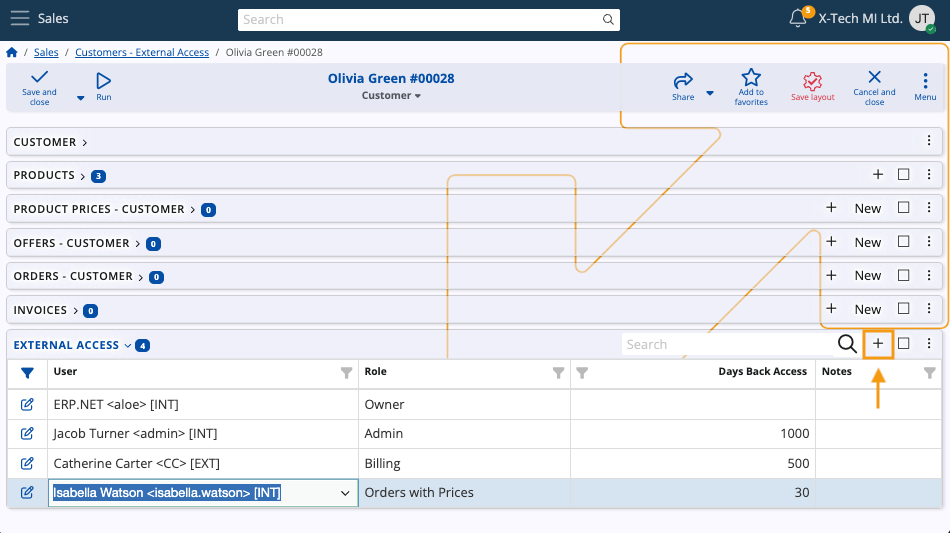 Sales
Search
5
X-Tech MI Ltd.
JT
/ Sales / Customers - External Access / Olivia Green #00028
Save and close
Run
Olivia Green #00028
Customer
Share
Add to favorites
Save layout
Cancel and close
Menu
CUSTOMER
PRODUCTS 3
PRODUCT PRICES - CUSTOMER 0
New
OFFERS - CUSTOMER 0
New
ORDERS - CUSTOMER 0
New
INVOICES 0
New
EXTERNAL ACCESS 4
Search
User Role Days Back Access Notes
ERP.NET <aloe> [INT] Owner
Jacob Turner <admin> [INT] Admin 1000
Catherine Carter <CC> [EXT] Billing 500
Isabella Watson <isabella.watson> [INT] Orders with Prices 30